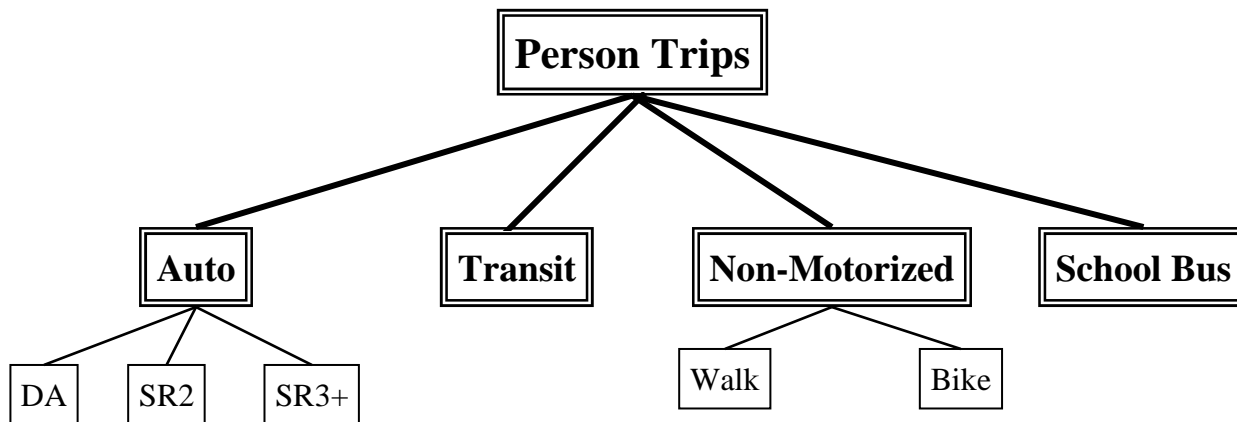 Person Trips
Auto
Transit
Non-Motorized
School Bus
DA
SR2
SR3+
Walk
Bike